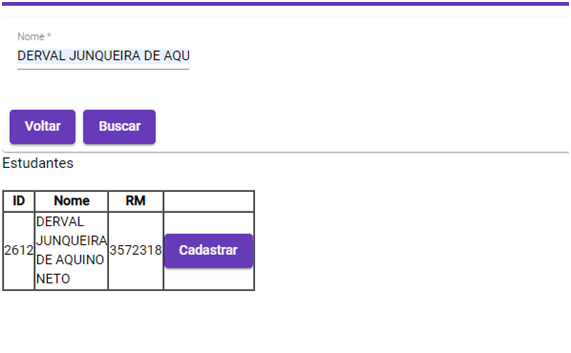 Nome *
DERVAL JUNQUEIRA DE AQU
Voltar Buscar
Estudantes
ID Nome RM
2612 DERVAL JUNQUEIRA DE AQUINO NETO 3572318 Cadastrar